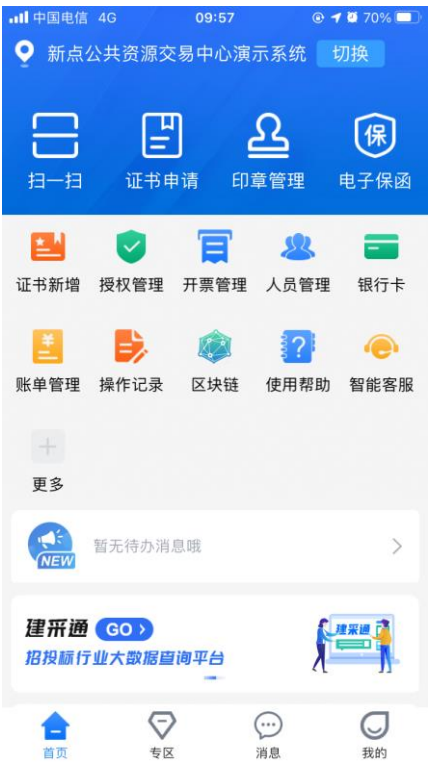 中国电信 4G 09:57 70%
新点公共资源交易中心演示系统 切换
保
扫一扫 证书申请 印章管理 电子保函
证书新增 授权管理 开票管理 人员管理 银行卡
¥ ?
账单管理 操作记录 区块链 使用帮助 智能客服
更多
NEW 暂无待办消息哦
建采通 GO 建采通
招投标行业大数据查询平台
首页 专区 消息 我的